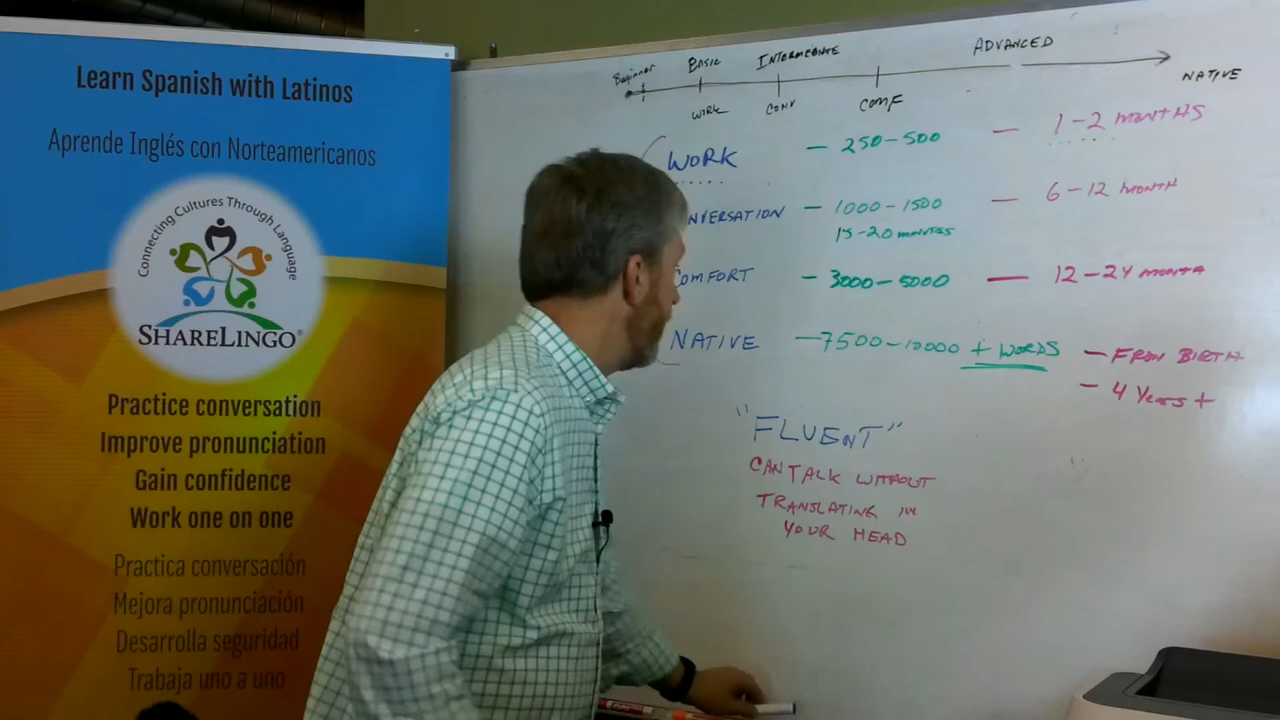 Learn Spanish with Latinos
Aprende Inglés con Norteamericanos
Connecting Cultures Through Language
SHARELINGO®
Practice conversation
Improve pronunciation
Gain confidence
Work one on one
Practica conversación
Mejora pronunciación
Desarrolla seguridad
Trabaja uno a uno
Beginner BASIC INTERMEDIATE ADVANCED
WORK CONV COMF NATIVE
WORK — 250-500 — 1-2 MONTHS
NVERSATION — 1000-1500 — 6-12 MONTH
15-20 MINUTES
COMFORT — 3000-5000 — 12-24 MONTH
NATIVE — 7500-10000 + WORDS — FROM BIRTH
— 4 Years +
"FLUENT"
CAN TALK WITHOUT
TRANSLATING IN
YOUR HEAD